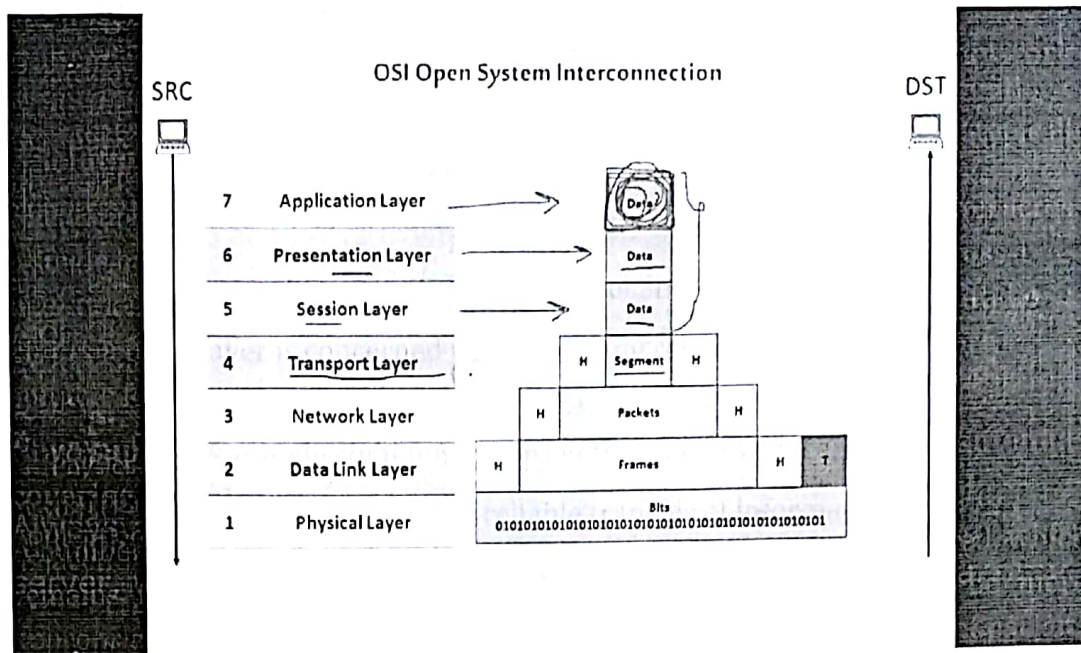 OSI Open System Interconnection
SRC
DST
7 Application Layer Data
6 Presentation Layer Data
5 Session Layer Data
4 Transport Layer H Segment H
3 Network Layer H Packets H
2 Data Link Layer H Frames H T
1 Physical Layer Bits
010101010101010101010101010101010101010101010101